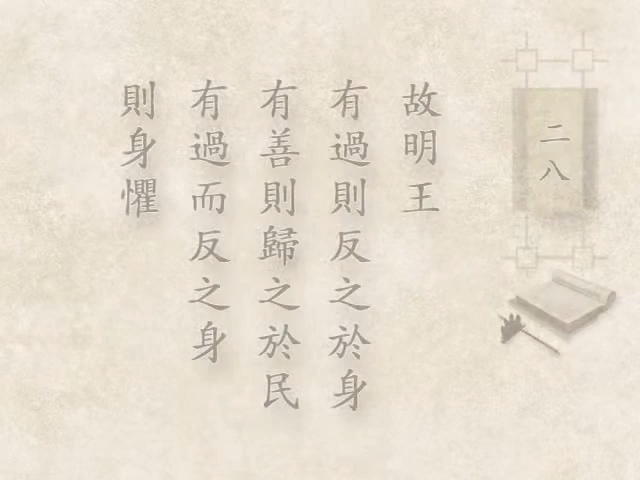 二八
故明王
有過則反之於身
有善則歸之於民
有過而反之身
則身懼